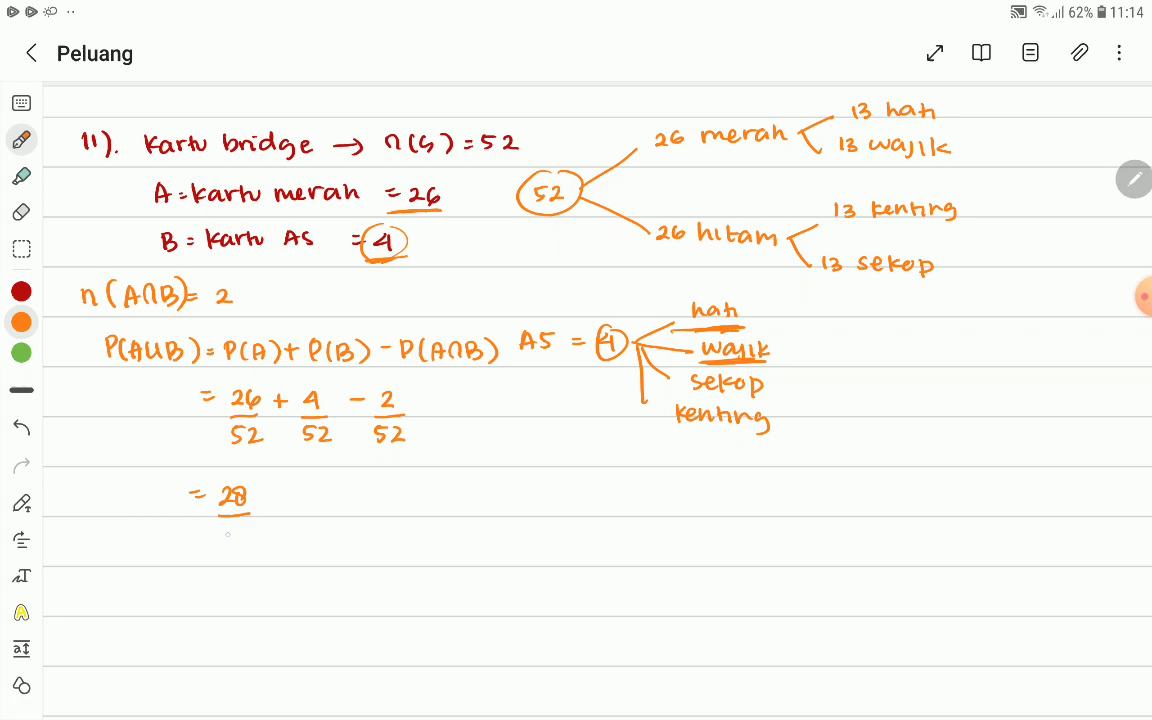 62% 11:14
Peluang
11). Kartu bridge → n(S) = 52
A = kartu merah = 26
B = kartu AS = 4
52
26 merah
13 hati
13 wajik
26 hitam
13 kenting
13 sekop
n(A∩B) = 2
P(A∪B) = P(A) + P(B) - P(A∩B)
= 26/52 + 4/52 - 2/52
= 28
AS = 4
hati
wajik
sekop
kenting